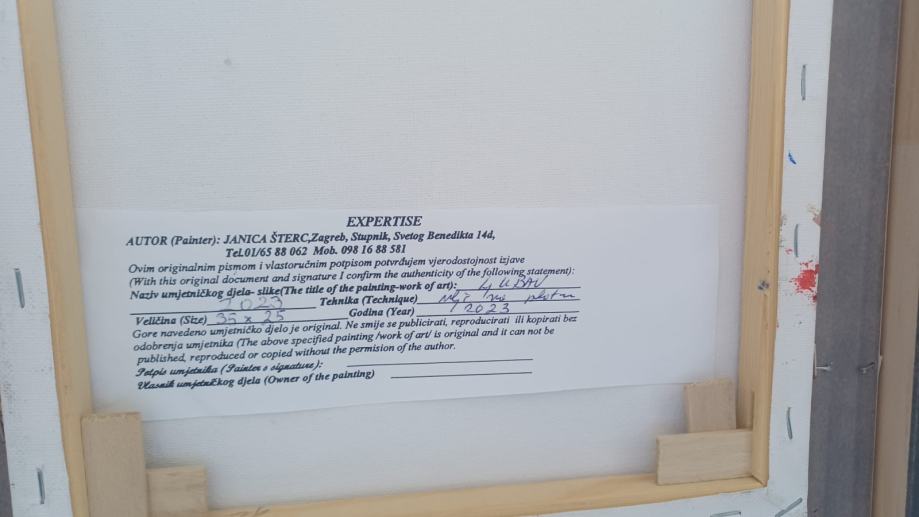 EXPERTISE
AUTOR (Painter): JANICA ŠTERC,Zagreb, Stupnik, Svetog Benedikta 14d,
Tel.01/65 88 062 Mob. 098 16 88 581
Ovim originalnim pismom i vlastoručnim potpisom potvrđujem vjerodostojnost izjave
(With this original document and signature I confirm the authenticity of the following statement):
Naziv umjetničkog djela- slike(The title of the painting-work of art): LJUBAV
2023 Tehnika (Technique) ulje na platnu
Veličina (Size) 35 x 25 Godina (Year) 2023
Gore navedeno umjetničko djelo je original. Ne smije se publicirati, reproducirati ili kopirati bez
odobrenja umjetnika (The above specified painting /work of art/ is original and it can not be
published, reproduced or copied without the permision of the author.
Potpis umjetnika (Painter s signature):
Vlasnik umjetničkog djela (Owner of the painting)